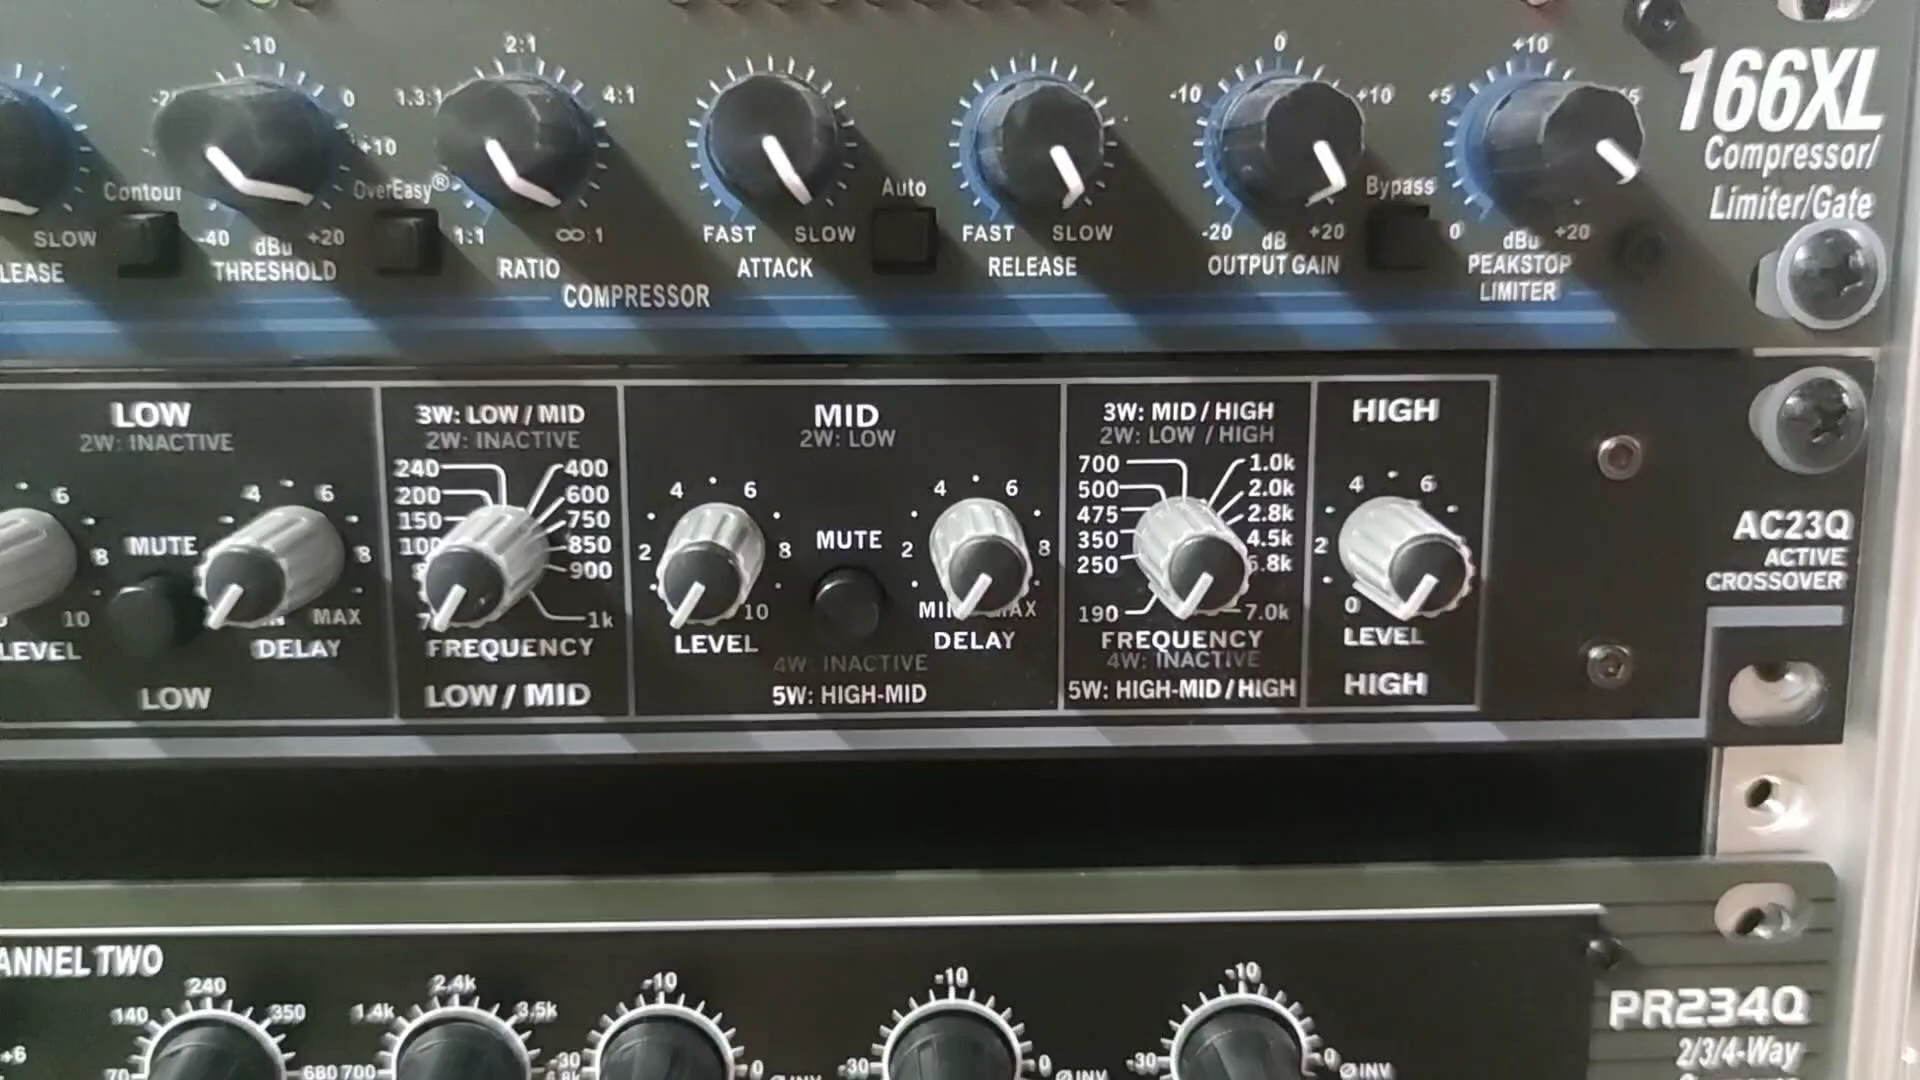 -10
0
+10
-40
dBu
+20
THRESHOLD
Contour
SLOW
LEASE
OverEasy®
2:1
4:1
1:1
∞:1
RATIO
COMPRESSOR
FAST
SLOW
ATTACK
Auto
FAST
SLOW
RELEASE
0
-10
+10
-20
dB
+20
OUTPUT GAIN
Bypass
+10
+5
0
dBu
+20
PEAKSTOP
LIMITER
166XL
Compressor/
Limiter/Gate
LOW
2W: INACTIVE
6
8
10
LEVEL
MUTE
4
6
8
MAX
DELAY
LOW
3W: LOW / MID
2W: INACTIVE
240
400
200
600
150
750
850
900
1k
FREQUENCY
LOW / MID
MID
2W: LOW
4
6
2
8
10
LEVEL
MUTE
4
6
2
8
DELAY
4W: INACTIVE
5W: HIGH-MID
3W: MID / HIGH
2W: LOW / HIGH
700
1.0k
500
2.0k
475
2.8k
350
4.5k
250
190
7.0k
FREQUENCY
4W: INACTIVE
5W: HIGH-MID / HIGH
HIGH
4
6
2
0
LEVEL
HIGH
AC23Q
ACTIVE
CROSSOVER
ANNEL TWO
+6
240
140
350
70
680
2.4k
1.4k
3.5k
700
-10
-30
0
-10
-30
0
-10
-30
0
ØINV
PR234Q
2/3/4-Way